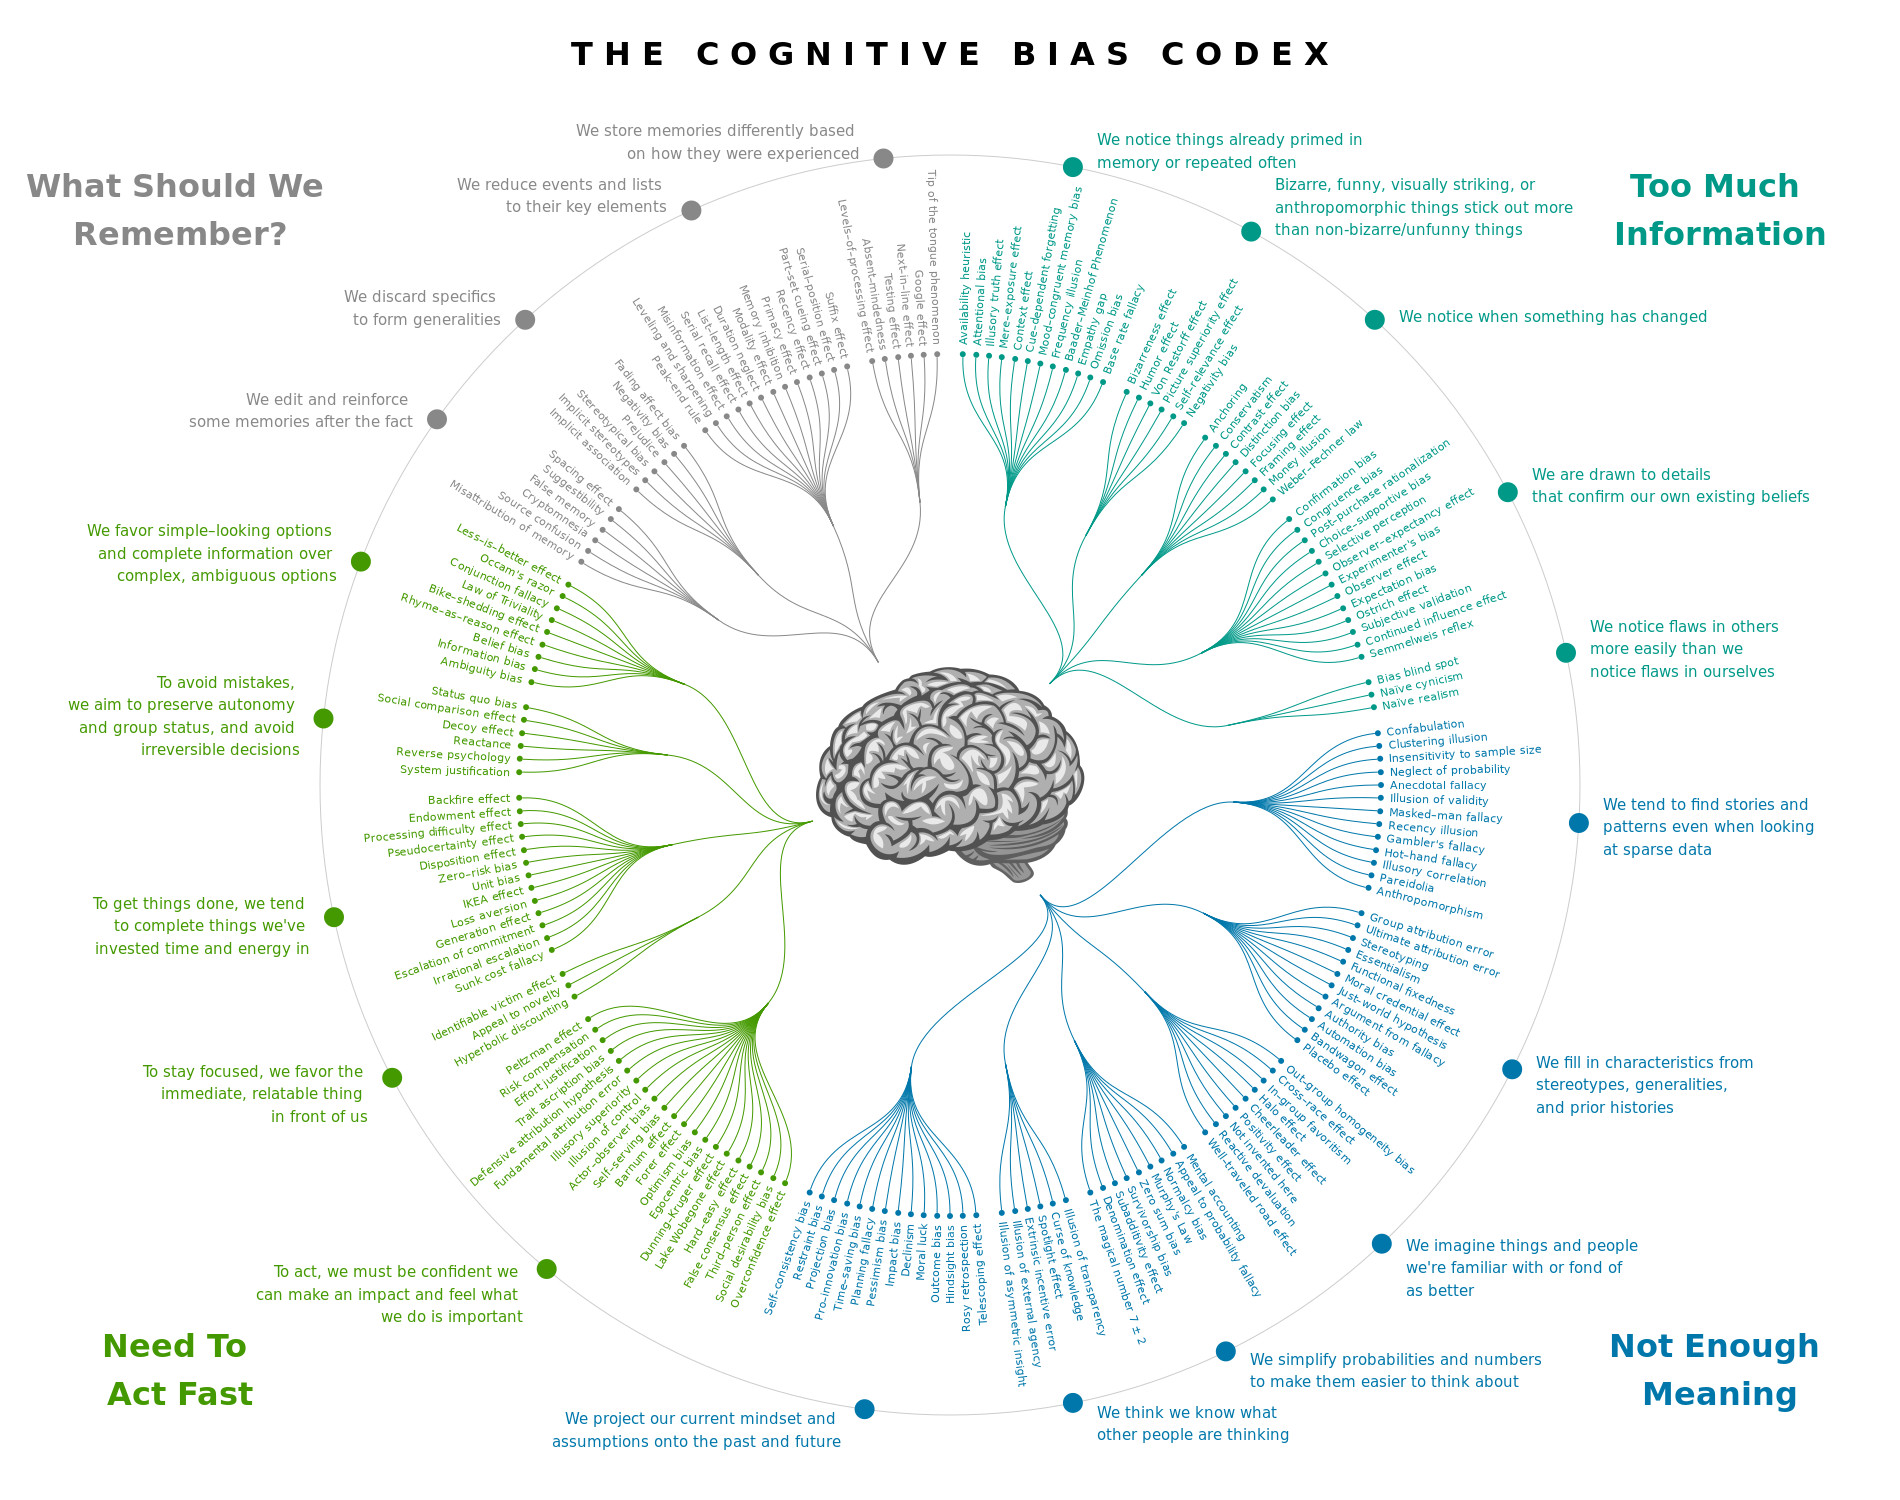 THE COGNITIVE BIAS CODEX
What Should We
Remember?
Too Much
Information
Need To
Act Fast
Not Enough
Meaning
We store memories differently based
on how they were experienced
We reduce events and lists
to their key elements
We discard specifics
to form generalities
We edit and reinforce
some memories after the fact
We favor simple–looking options
and complete information over
complex, ambiguous options
To avoid mistakes,
we aim to preserve autonomy
and group status, and avoid
irreversible decisions
To get things done, we tend
to complete things we've
invested time and energy in
To stay focused, we favor the
immediate, relatable thing
in front of us
To act, we must be confident we
can make an impact and feel what
we do is important
We notice things already primed in
memory or repeated often
Bizarre, funny, visually striking, or
anthropomorphic things stick out more
than non-bizarre/unfunny things
We notice when something has changed
We are drawn to details
that confirm our own existing beliefs
We notice flaws in others
more easily than we
notice flaws in ourselves
We tend to find stories and
patterns even when looking
at sparse data
We fill in characteristics from
stereotypes, generalities,
and prior histories
We imagine things and people
we're familiar with or fond of
as better
We simplify probabilities and numbers
to make them easier to think about
We think we know what
other people are thinking
We project our current mindset and
assumptions onto the past and future
Availability heuristic
Attentional bias
Illusory truth effect
Mere–exposure effect
Context effect
Cue–dependent forgetting
Mood–congruent memory bias
Frequency illusion
Baader–Meinhof Phenomenon
Empathy gap
Omission bias
Base rate fallacy
Bizarreness effect
Humor effect
Von Restorff effect
Picture superiority effect
Self–relevance effect
Negativity bias
Anchoring
Conservatism
Contrast effect
Distinction bias
Focusing effect
Framing effect
Money illusion
Weber–Fechner law
Confirmation bias
Congruence bias
Post–purchase rationalization
Choice–supportive bias
Selective perception
Observer–expectancy effect
Experimenter's bias
Observer effect
Expectation bias
Ostrich effect
Subjective validation
Continued influence effect
Semmelweis reflex
Bias blind spot
Naïve cynicism
Naïve realism
Confabulation
Clustering illusion
Insensitivity to sample size
Neglect of probability
Anecdotal fallacy
Illusion of validity
Masked–man fallacy
Recency illusion
Gambler's fallacy
Hot–hand fallacy
Illusory correlation
Pareidolia
Anthropomorphism
Group attribution error
Ultimate attribution error
Stereotyping
Essentialism
Functional fixedness
Moral credential effect
Just–world hypothesis
Argument from fallacy
Authority bias
Automation bias
Bandwagon effect
Placebo effect
Out–group homogeneity bias
Cross–race effect
In–group favoritism
Halo effect
Cheerleader effect
Positivity effect
Not invented here
Reactive devaluation
Well–traveled road effect
Mental accounting
Appeal to probability fallacy
Normalcy bias
Murphy's Law
Zero sum bias
Survivorship bias
Subadditivity effect
Denomination effect
The magical number 7 ± 2
Illusion of transparency
Curse of knowledge
Spotlight effect
Extrinsic incentive error
Illusion of external agency
Illusion of asymmetric insight
Telescoping effect
Rosy retrospection
Hindsight bias
Outcome bias
Moral luck
Declinism
Impact bias
Pessimism bias
Planning fallacy
Time–saving bias
Pro–innovation bias
Projection bias
Restraint bias
Self–consistency bias
Overconfidence effect
Social desirability bias
Third–person effect
False consensus effect
Hard–easy effect
Lake Wobegone effect
Dunning–Kruger effect
Egocentric bias
Optimism bias
Forer effect
Barnum effect
Self–serving bias
Actor–observer bias
Illusion of control
Illusory superiority
Fundamental attribution error
Defensive attribution hypothesis
Trait ascription bias
Effort justification
Risk compensation
Peltzman effect
Hyperbolic discounting
Appeal to novelty
Identifiable victim effect
Sunk cost fallacy
Irrational escalation
Escalation of commitment
Generation effect
Loss aversion
IKEA effect
Unit bias
Zero–risk bias
Disposition effect
Pseudocertainty effect
Processing difficulty effect
Endowment effect
Backfire effect
System justification
Reverse psychology
Reactance
Decoy effect
Social comparison effect
Status quo bias
Ambiguity bias
Information bias
Belief bias
Rhyme–as–reason effect
Bike–shedding effect
Law of Triviality
Conjunction fallacy
Occam's razor
Less–is–better effect
Misattribution of memory
Source confusion
Cryptomnesia
False memory
Suggestibility
Spacing effect
Implicit association
Implicit stereotypes
Stereotypical bias
Prejudice
Negativity bias
Fading affect bias
Peak–end rule
Leveling and sharpening
Misinformation effect
Serial recall effect
List–length effect
Duration neglect
Modality effect
Memory inhibition
Primacy effect
Recency effect
Part–set cueing effect
Serial–position effect
Suffix effect
Levels–of–processing effect
Absent–mindedness
Testing effect
Next–in–line effect
Google effect
Tip of the tongue phenomenon